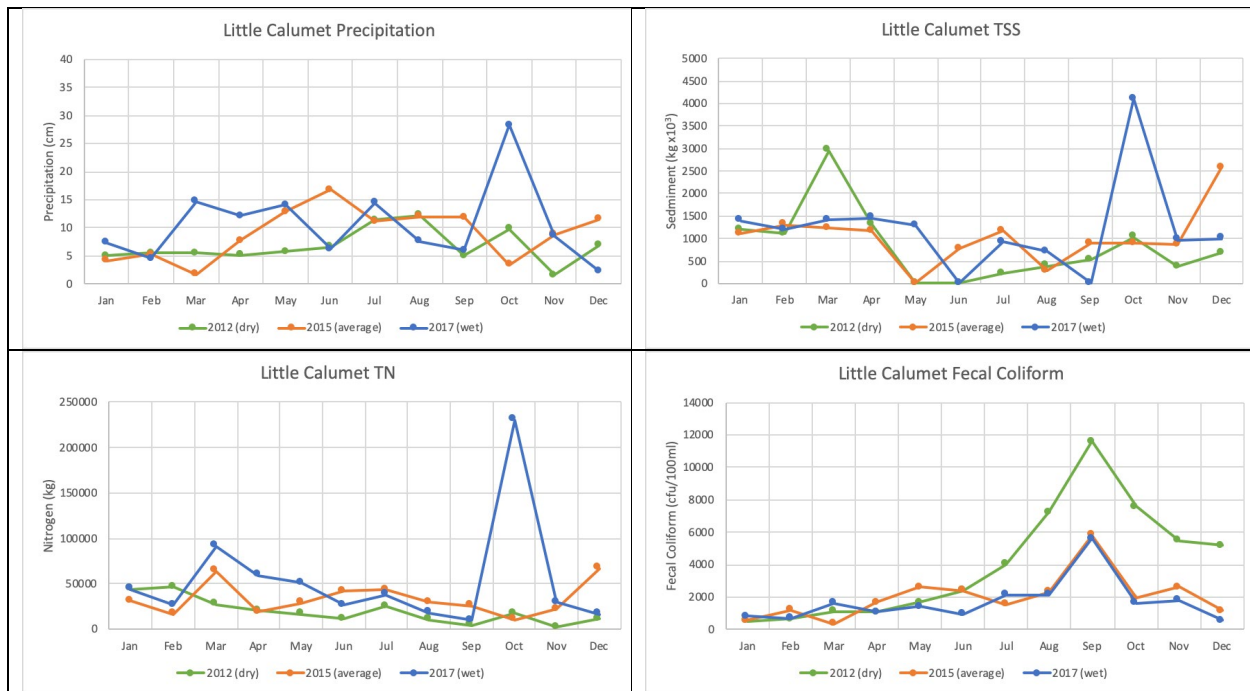 Little Calumet Precipitation
40
35
30
25
20
15
10
5
0
Precipitation (cm)
Jan Feb Mar Apr May Jun Jul Aug Sep Oct Nov Dec
2012 (dry) 2015 (average) 2017 (wet)
Little Calumet TSS
5000
4500
4000
3500
3000
2500
2000
1500
1000
500
0
Sedimiment (kg x10³)
Jan Feb Mar Apr May Jun Jul Aug Sep Oct Nov Dec
2012 (dry) 2015 (average) 2017 (wet)
Little Calumet TN
250000
200000
150000
100000
50000
0
Nitrogen (kg)
Jan Feb Mar Apr May Jun Jul Aug Sep Oct Nov Dec
2012 (dry) 2015 (average) 2017 (wet)
Little Calumet Fecal Coliform
14000
12000
10000
8000
6000
4000
2000
0
Fecal Coliform (cfu/100ml)
Jan Feb Mar Apr May Jun Jul Aug Sep Oct Nov Dec
2012 (dry) 2015 (average) 2017 (wet)